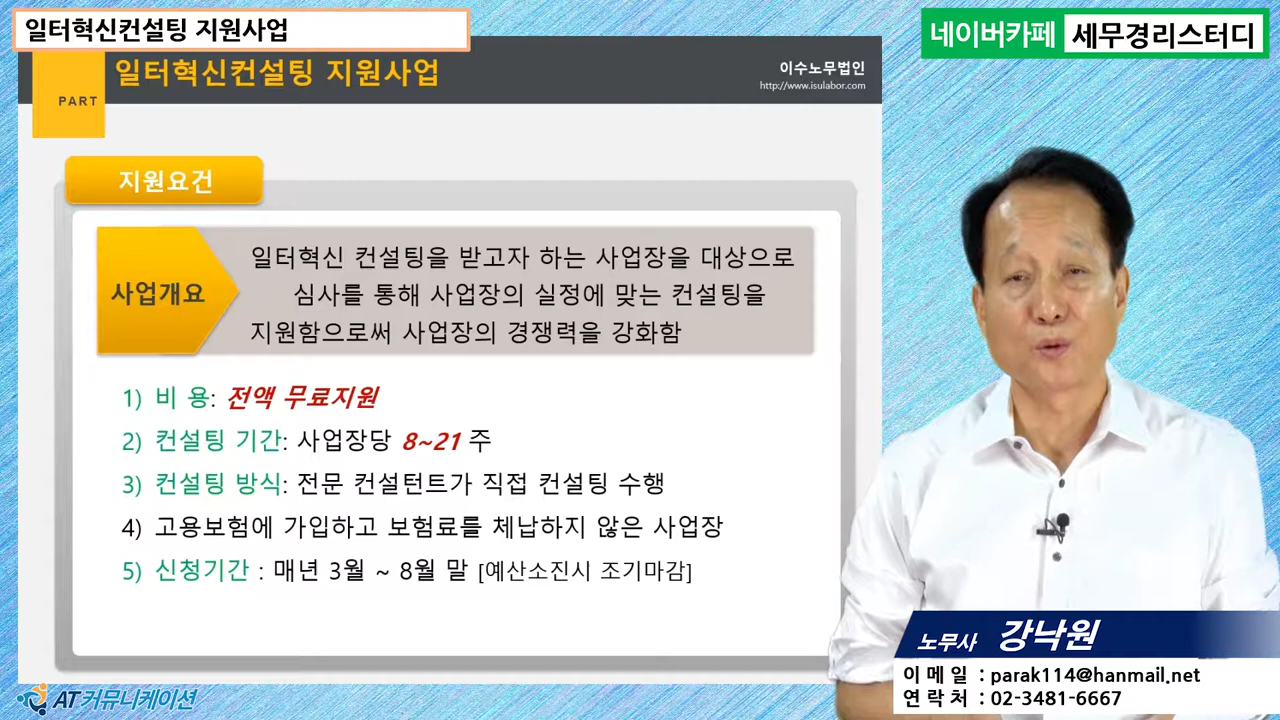 일터혁신컨설팅 지원사업
네이버카페 세무경리스터디
PART
일터혁신컨설팅 지원사업
이수노무법인
http://www.isulabor.com
지원요건
사업개요
일터혁신 컨설팅을 받고자 하는 사업장을 대상으로
심사를 통해 사업장의 실정에 맞는 컨설팅을
지원함으로써 사업장의 경쟁력을 강화함
1) 비 용: 전액 무료지원
2) 컨설팅 기간: 사업장당 8~21 주
3) 컨설팅 방식: 전문 컨설턴트가 직접 컨설팅 수행
4) 고용보험에 가입하고 보험료를 체납하지 않은 사업장
5) 신청기간 : 매년 3월 ~ 8월 말 [예산소진시 조기마감]
노무사 강낙원
이 메 일 : parak114@hanmail.net
연 락 처 : 02-3481-6667
AT커뮤니케이션